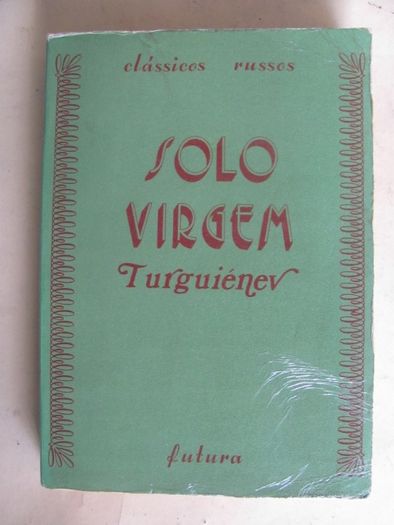 clássicos russos
SOLO
VIRGEM
Turguiénev
futura